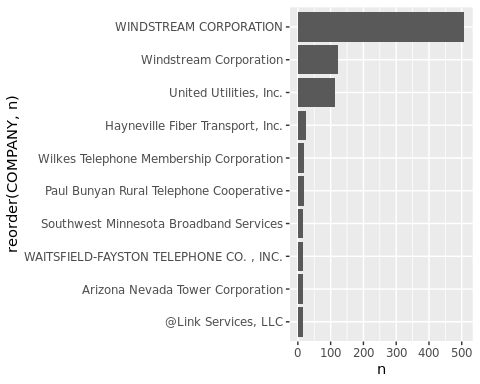 WINDSTREAM CORPORATION
Windstream Corporation
United Utilities, Inc.
Hayneville Fiber Transport, Inc.
Wilkes Telephone Membership Corporation
Paul Bunyan Rural Telephone Cooperative
Southwest Minnesota Broadband Services
WAITSFIELD-FAYSTON TELEPHONE CO. , INC.
Arizona Nevada Tower Corporation
@Link Services, LLC
reorder(COMPANY, n)
0 100 200 300 400 500
n